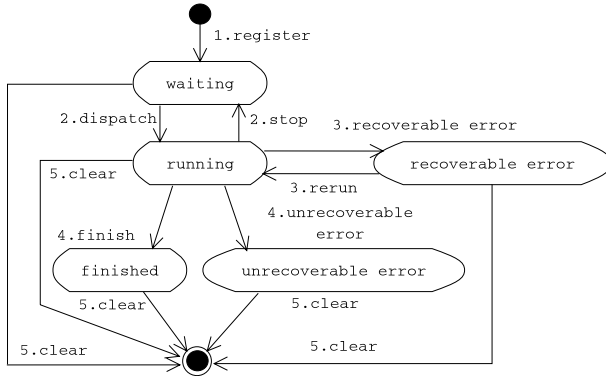 1.register
waiting
2.dispatch
2.stop
3.recoverable error
running
recoverable error
5.clear
3.rerun
4.unrecoverable
error
4.finish
finished
unrecoverable error
5.clear
5.clear
5.clear
5.clear